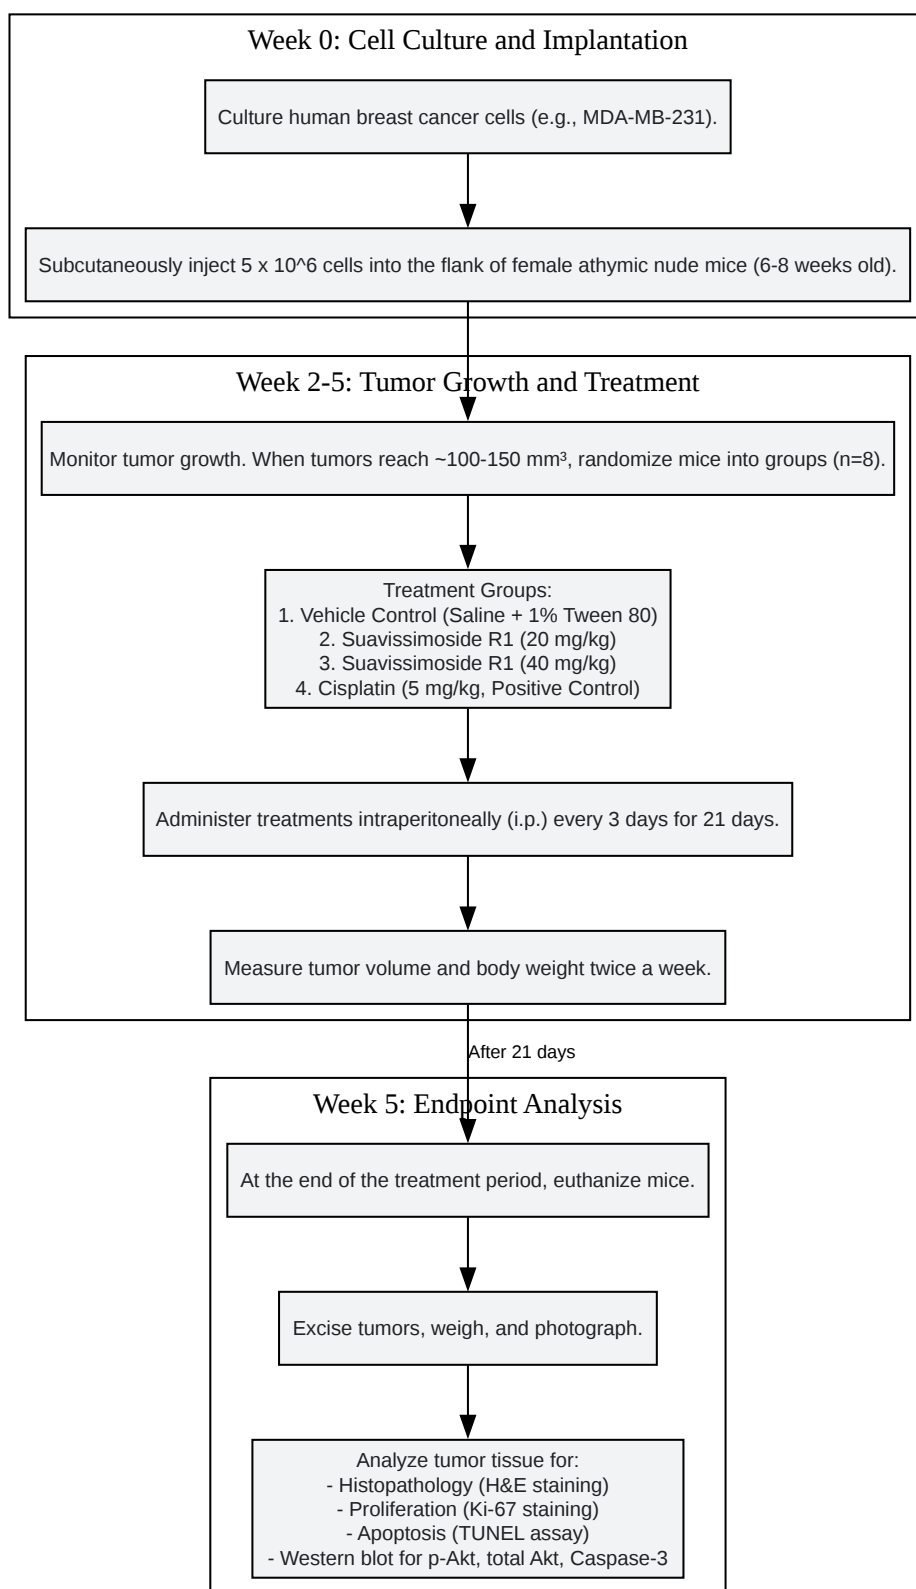 Week 0: Cell Culture and Implantation
Culture human breast cancer cells (e.g., MDA-MB-231).
Subcutaneously inject 5 x 10^6 cells into the flank of female athymic nude mice (6-8 weeks old).
Week 2-5: Tumor Growth and Treatment
Monitor tumor growth. When tumors reach ~100-150 mm³, randomize mice into groups (n=8).
Treatment Groups:
1. Vehicle Control (Saline + 1% Tween 80)
2. Suavissimoside R1 (20 mg/kg)
3. Suavissimoside R1 (40 mg/kg)
4. Cisplatin (5 mg/kg, Positive Control)
Administer treatments intraperitoneally (i.p.) every 3 days for 21 days.
Measure tumor volume and body weight twice a week.
After 21 days
Week 5: Endpoint Analysis
At the end of the treatment period, euthanize mice.
Excise tumors, weigh, and photograph.
Analyze tumor tissue for:
- Histopathology (H&E staining)
- Proliferation (Ki-67 staining)
- Apoptosis (TUNEL assay)
- Western blot for p-Akt, total Akt, Caspase-3